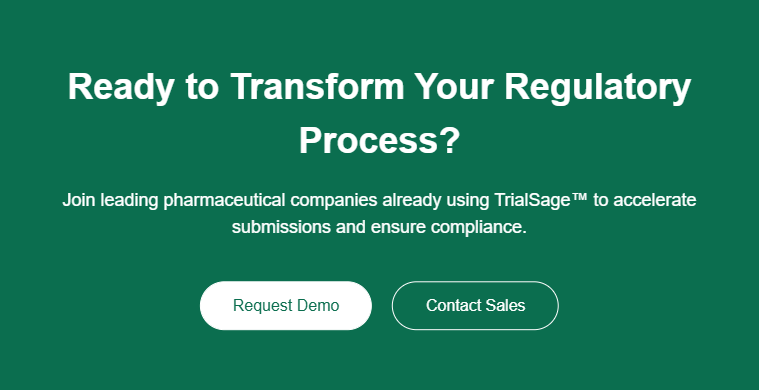 Ready to Transform Your Regulatory
Process?
Join leading pharmaceutical companies already using TrialSage™ to accelerate
submissions and ensure compliance.
Request Demo
Contact Sales